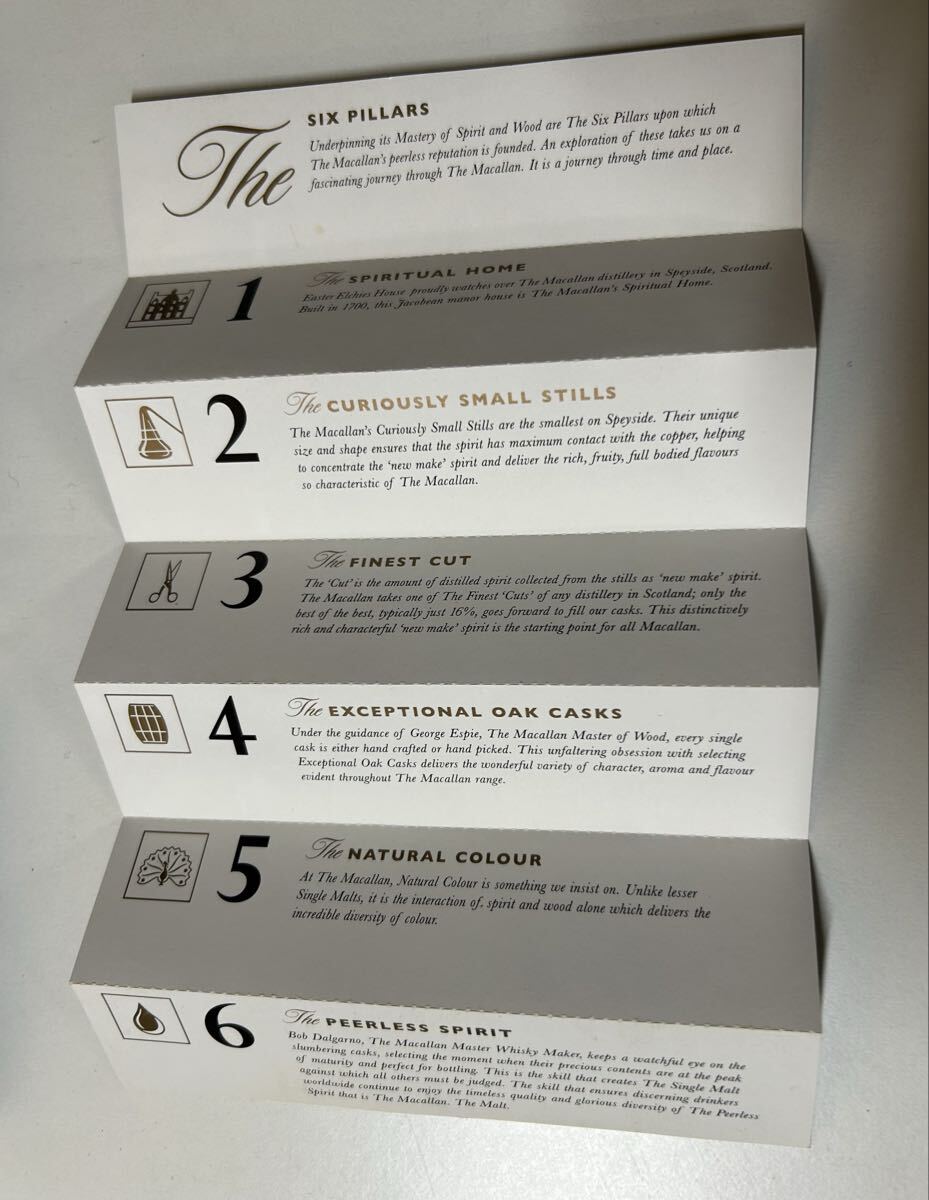 The SIX PILLARS
Underpinning its Mastery of Spirit and Wood are The Six Pillars upon which
The Macallan's peerless reputation is founded. An exploration of these takes us on a
fascinating journey through The Macallan. It is a journey through time and place.
1
The SPIRITUAL HOME
Easter Elchies House proudly watches over The Macallan distillery in Speyside, Scotland.
Built in 1700, this Jacobean manor house is The Macallan's Spiritual Home.
2
The CURIOUSLY SMALL STILLS
The Macallan's Curiously Small Stills are the smallest on Speyside. Their unique
size and shape ensures that the spirit has maximum contact with the copper, helping
to concentrate the 'new make' spirit and deliver the rich, fruity, full bodied flavours
so characteristic of The Macallan.
3
The FINEST CUT
The 'Cut' is the amount of distilled spirit collected from the stills as 'new make' spirit.
The Macallan takes one of The Finest 'Cuts' of any distillery in Scotland; only the
best of the best, typically just 16%, goes forward to fill our casks. This distinctively
rich and characterful 'new make' spirit is the starting point for all Macallan.
4
The EXCEPTIONAL OAK CASKS
Under the guidance of George Espie, The Macallan Master of Wood, every single
cask is either hand crafted or hand picked. This unfaltering obsession with selecting
Exceptional Oak Casks delivers the wonderful variety of character, aroma and flavour
evident throughout The Macallan range.
5
The NATURAL COLOUR
At The Macallan, Natural Colour is something we insist on. Unlike lesser
Single Malts, it is the interaction of spirit and wood alone which delivers the
incredible diversity of colour.
6
The PEERLESS SPIRIT
Bob Dalgarno, The Macallan Master Whisky Maker, keeps a watchful eye on the
slumbering casks, selecting the moment when their precious contents are at the peak
of maturity and perfect for bottling. This is the skill that creates The Single Malt
against which all others must be judged. The skill that ensures discerning drinkers
worldwide continue to enjoy the timeless quality and glorious diversity of The Peerless
Spirit that is The Macallan. The Malt.